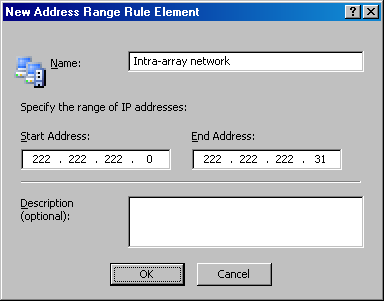 New Address Range Rule Element
Name: Intra-array network
Specify the range of IP addresses:
Start Address: End Address:
222 . 222 . 222 . 0 222 . 222 . 222 . 31
Description
(optional):
OK Cancel